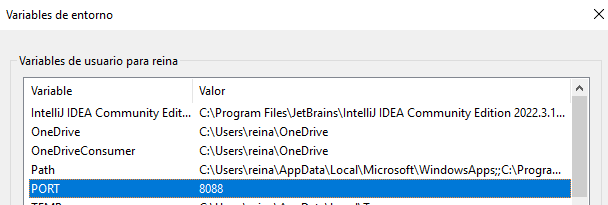 Variables de entorno
Variables de usuario para reina
Variable Valor
IntelliJ IDEA Community Edit... C:\Program Files\JetBrains\IntelliJ IDEA Community Edition 2022.3.1...
OneDrive C:\Users\reina\OneDrive
OneDriveConsumer C:\Users\reina\OneDrive
Path C:\Users\reina\AppData\Local\Microsoft\WindowsApps;;C:\Progra...
PORT 8088